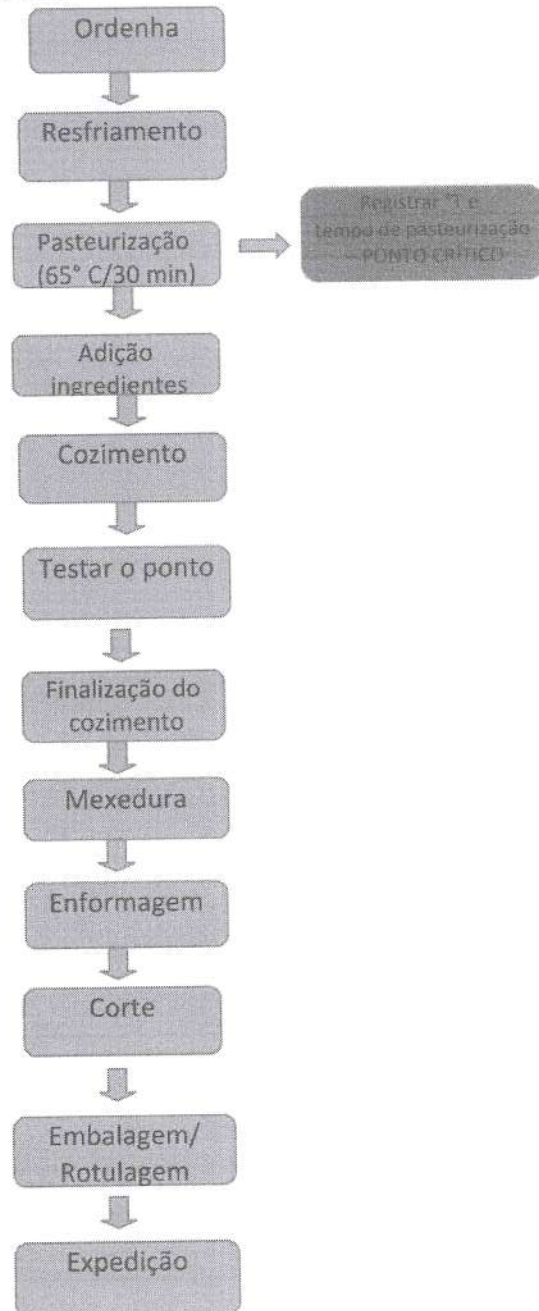 Ordenha
Resfriamento
Pasteurização
(65° C/30 min)
Registrar °T e
tempo de pasteurização
– PONTO CRÍTICO
Adição
ingredientes
Cozimento
Testar o ponto
Finalização do
cozimento
Mexedura
Enformagem
Corte
Embalagem/
Rotulagem
Expedição